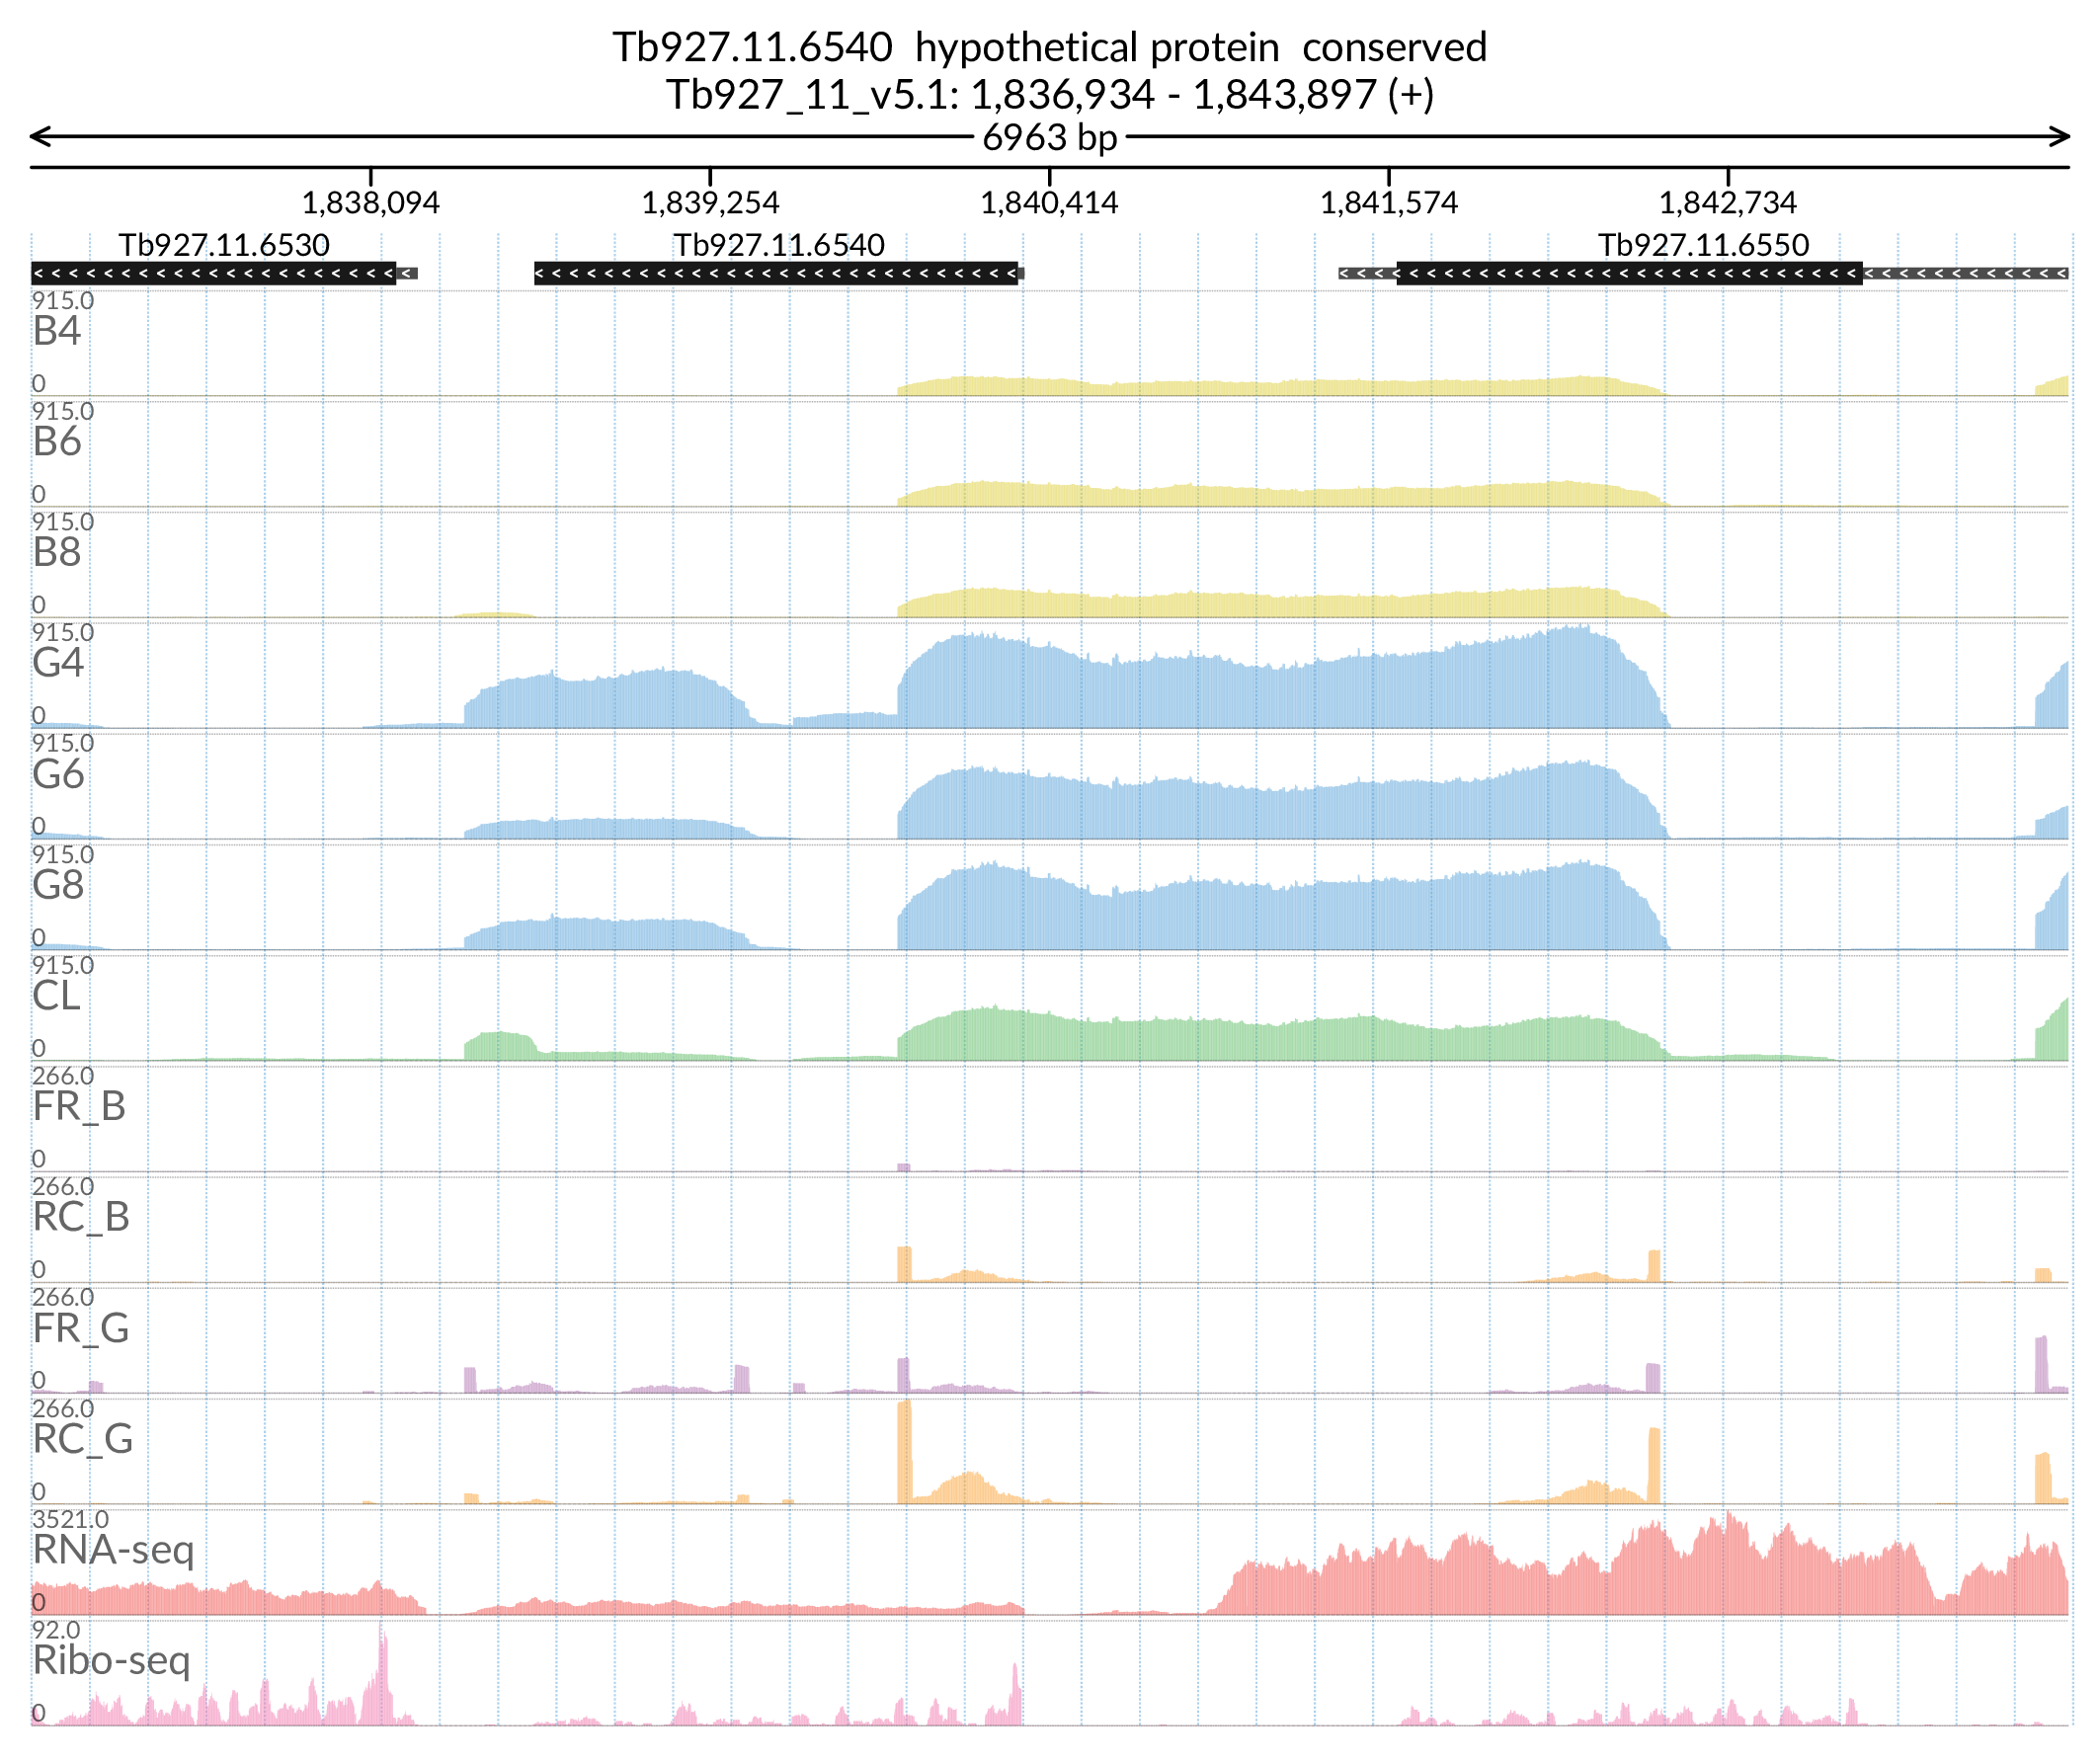 Tb927.11.6540 hypothetical protein conserved
Tb927_11_v5.1: 1,836,934 - 1,843,897 (+)
6963 bp
1,838,094 1,839,254 1,840,414 1,841,574 1,842,734
Tb927.11.6530 Tb927.11.6540 Tb927.11.6550
915.0
B4
0
915.0
B6
0
915.0
B8
0
915.0
G4
0
915.0
G6
0
915.0
G8
0
915.0
CL
0
266.0
FR_B
0
266.0
RC_B
0
266.0
FR_G
0
266.0
RC_G
0
3521.0
RNA-seq
0
92.0
Ribo-seq
0